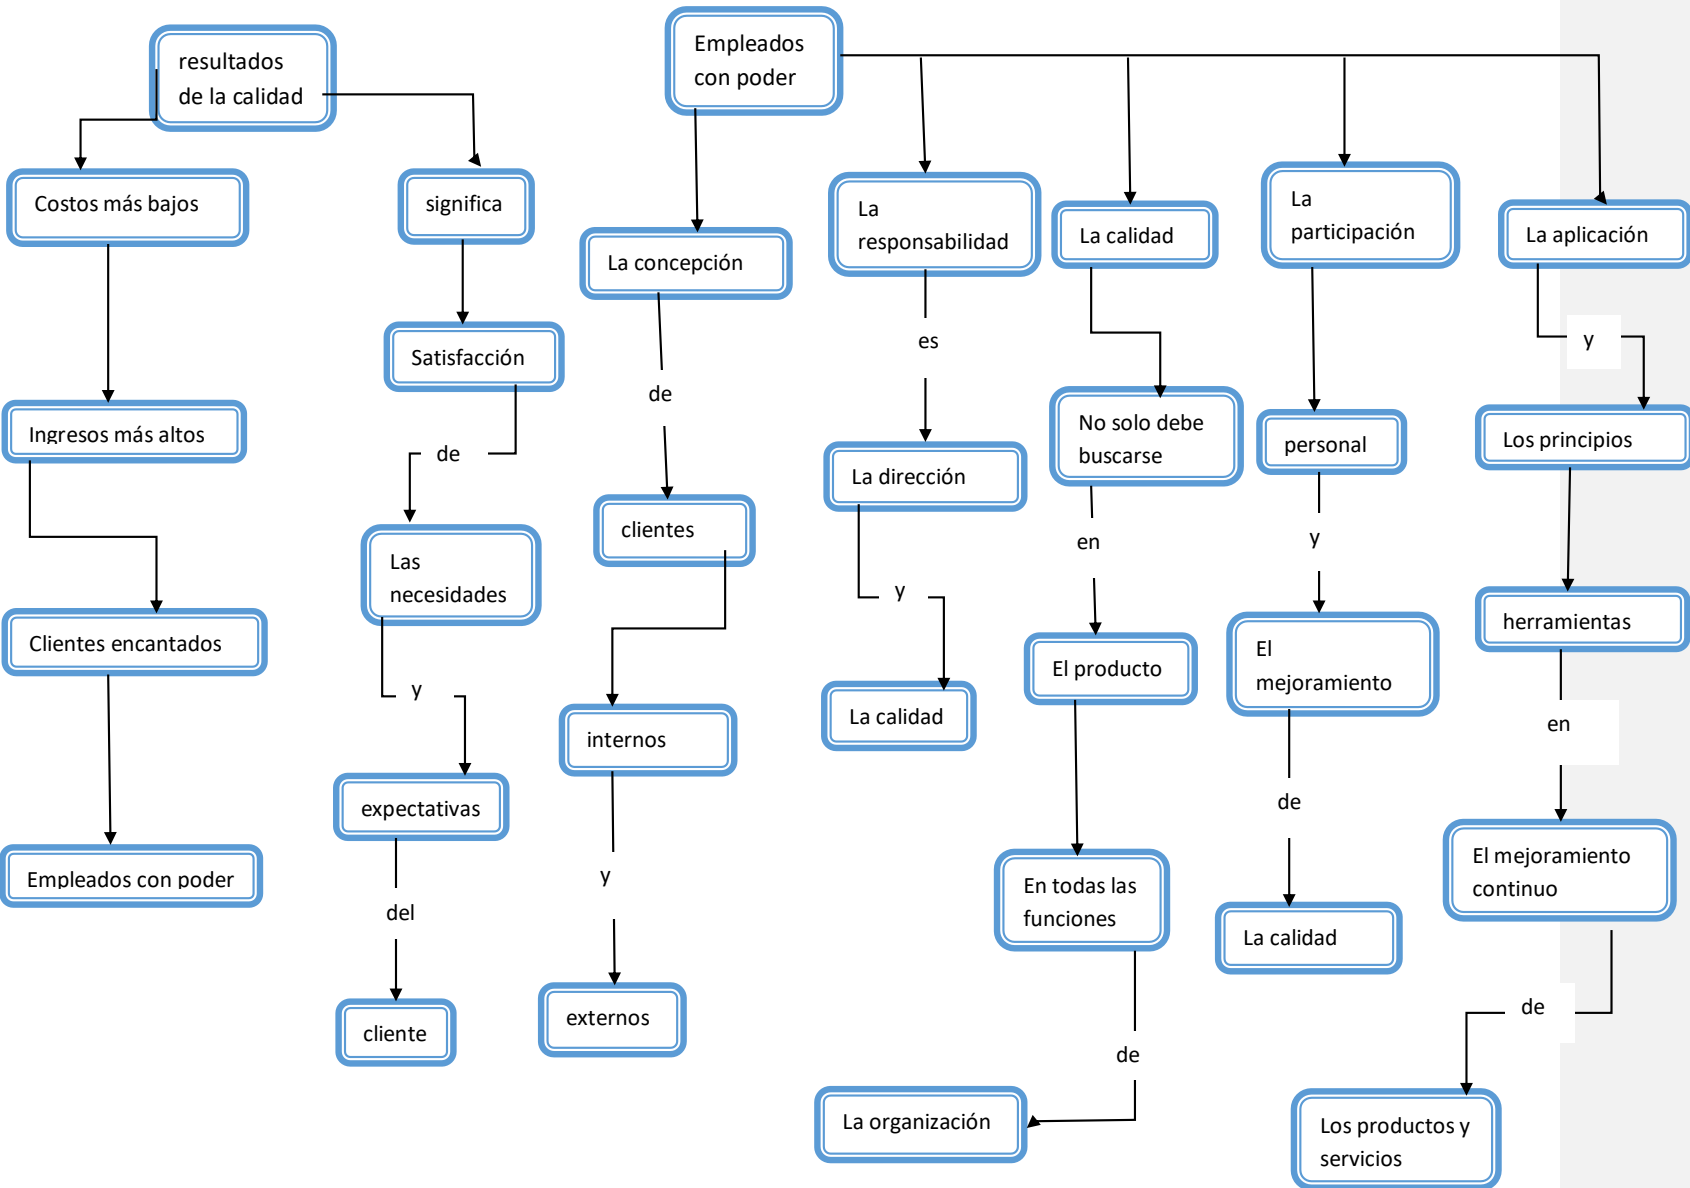 resultados
de la calidad
Costos más bajos
Ingresos más altos
Clientes encantados
Empleados con poder
significa
Satisfacción
de
Las
necesidades
y
expectativas
del
cliente
Empleados
con poder
La concepción
de
clientes
internos
y
externos
La
responsabilidad
es
La dirección
y
La calidad
La calidad
No solo debe
buscarse
en
El producto
En todas las
funciones
de
La organización
La
participación
personal
y
El
mejoramiento
de
La calidad
La aplicación
y
Los principios
herramientas
en
El mejoramiento
continuo
de
Los productos y
servicios